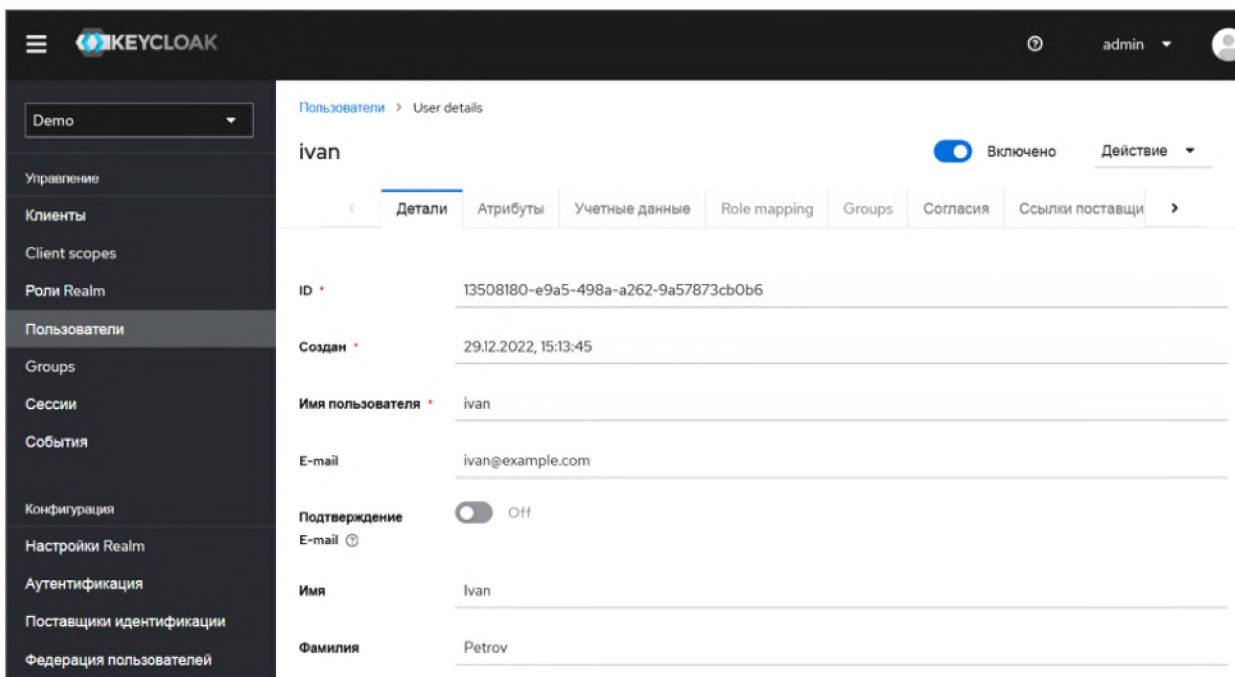 KEYCLOAK
admin
Demo
Управление
Клиенты
Client scopes
Роли Realm
Пользователи
Groups
Сессии
События
Конфигурация
Настройки Realm
Аутентификация
Поставщики идентификации
Федерация пользователей
Пользователи > User details
ivan
Включено
Действие
Детали Атрибуты Учетные данные Role mapping Groups Согласия Ссылки поставщи
ID * 13508180-e9a5-498a-a262-9a57873cb0b6
Создан * 29.12.2022, 15:13:45
Имя пользователя * ivan
E-mail ivan@example.com
Подтверждение E-mail Off
Имя Ivan
Фамилия Petrov